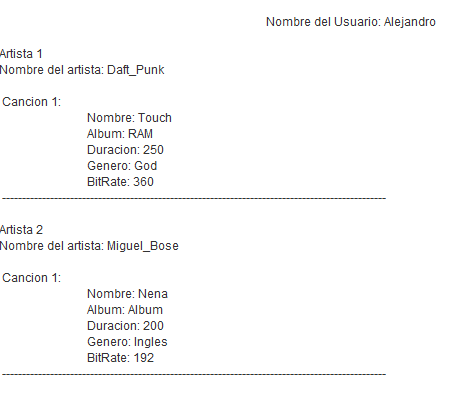 Nombre del Usuario: Alejandro
Artista 1
Nombre del artista: Daft_Punk
Cancion 1:
Nombre: Touch
Album: RAM
Duracion: 250
Genero: God
BitRate: 360
------------------------------------------------------------------------------------------------
Artista 2
Nombre del artista: Miguel_Bose
Cancion 1:
Nombre: Nena
Album: Album
Duracion: 200
Genero: Ingles
BitRate: 192
------------------------------------------------------------------------------------------------